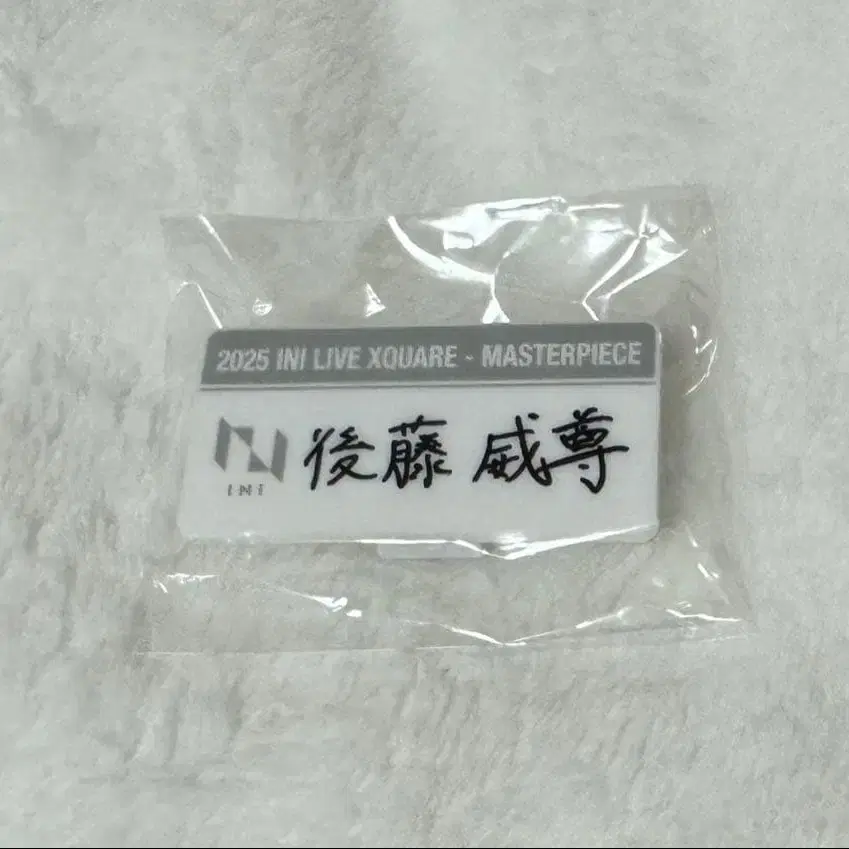 2025 INI LIVE XQUARE - MASTERPIECE
後藤 威尊
INI